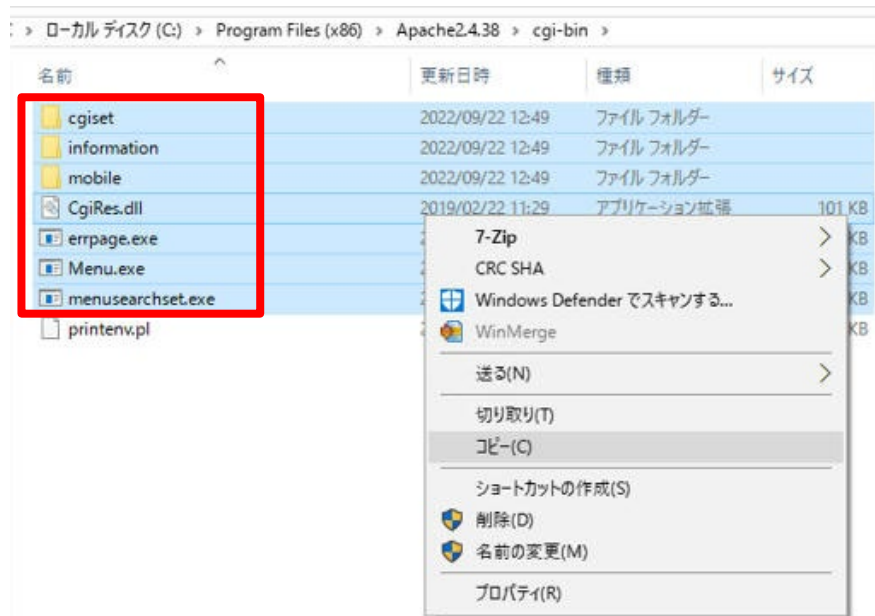 › ローカル ディスク (C:) › Program Files (x86) › Apache2.4.38 › cgi-bin ›
名前 更新日時 種類 サイズ
cgiset 2022/09/22 12:49 ファイル フォルダー
information 2022/09/22 12:49 ファイル フォルダー
mobile 2022/09/22 12:49 ファイル フォルダー
CgiRes.dll 2019/02/22 11:29 アプリケーション拡張 101 KB
errpage.exe KB
Menu.exe KB
menusearchset.exe KB
printenv.pl KB
7-Zip
CRC SHA
Windows Defender でスキャンする...
WinMerge
送る(N)
切り取り(T)
コピー(C)
ショートカットの作成(S)
削除(D)
名前の変更(M)
プロパティ(R)